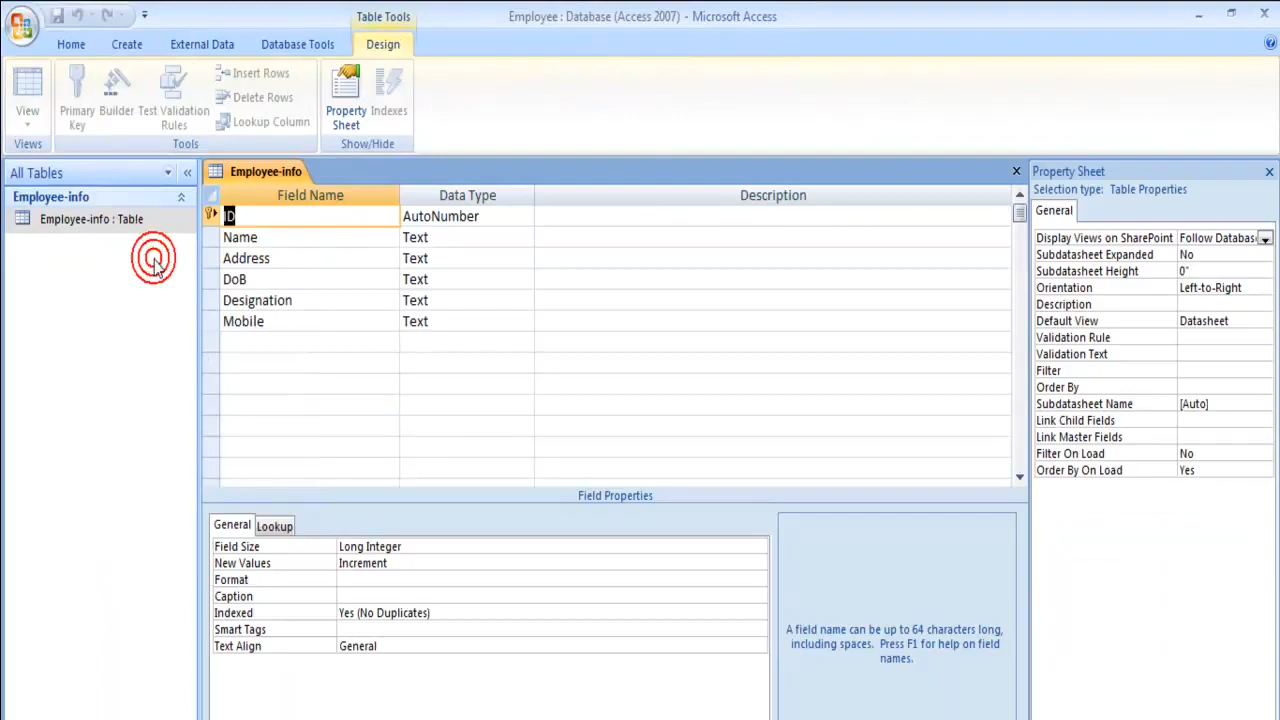 Table Tools
Employee : Database (Access 2007) - Microsoft Access
Home Create External Data Database Tools Design
View
Primary Key
Builder
Test Validation Rules
Insert Rows
Delete Rows
Lookup Column
Property Sheet
Indexes
Views
Tools
Show/Hide
All Tables
Employee-info
Employee-info : Table
Employee-info
Field Name Data Type Description
ID AutoNumber
Name Text
Address Text
DoB Text
Designation Text
Mobile Text
Field Properties
General Lookup
Field Size Long Integer
New Values Increment
Format
Caption
Indexed Yes (No Duplicates)
Smart Tags
Text Align General
A field name can be up to 64 characters long,
including spaces. Press F1 for help on field
names.
Property Sheet
Selection type: Table Properties
General
Display Views on SharePoint Follow Databas
Subdatasheet Expanded No
Subdatasheet Height 0"
Orientation Left-to-Right
Description
Default View Datasheet
Validation Rule
Validation Text
Filter
Order By
Subdatasheet Name [Auto]
Link Child Fields
Link Master Fields
Filter On Load No
Order By On Load Yes